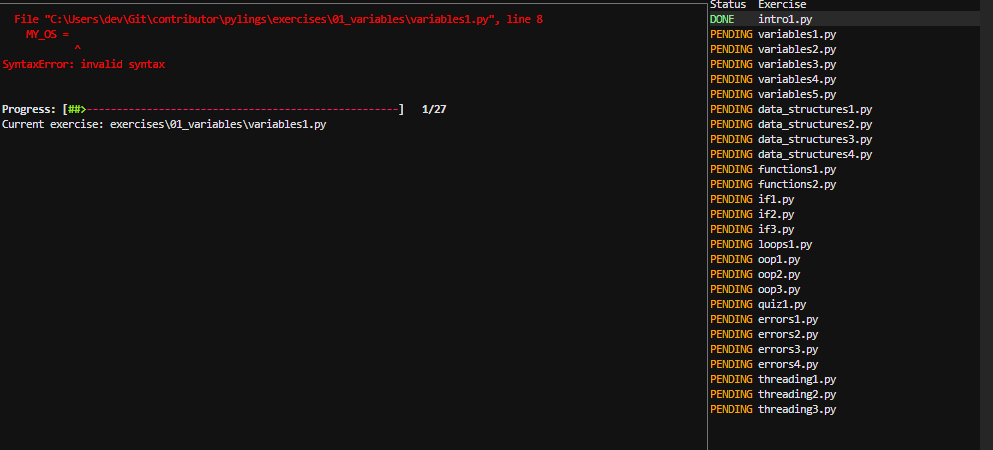 File "C:\Users\dev\Git\contributor\pylings\exercises\01_variables\variables1.py", line 8
MY_OS =
^
SyntaxError: invalid syntax
Progress: [##>----------------------------------------------------] 1/27
Current exercise: exercises\01_variables\variables1.py
Status Exercise
DONE intro1.py
PENDING variables1.py
PENDING variables2.py
PENDING variables3.py
PENDING variables4.py
PENDING variables5.py
PENDING data_structures1.py
PENDING data_structures2.py
PENDING data_structures3.py
PENDING data_structures4.py
PENDING functions1.py
PENDING functions2.py
PENDING if1.py
PENDING if2.py
PENDING if3.py
PENDING loops1.py
PENDING oop1.py
PENDING oop2.py
PENDING oop3.py
PENDING quiz1.py
PENDING errors1.py
PENDING errors2.py
PENDING errors3.py
PENDING errors4.py
PENDING threading1.py
PENDING threading2.py
PENDING threading3.py